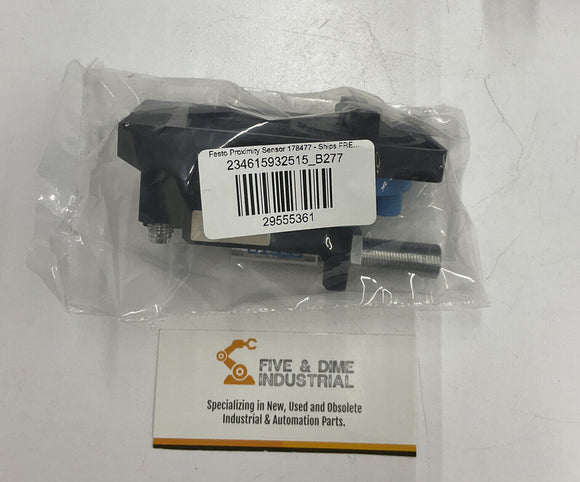 Festo Proximity Sensor 178477 - Ships FRE...
234615932515_B277
29555361
FIVE & DIME
INDUSTRIAL
Specializing in New, Used and Obsolete
Industrial & Automation Parts.